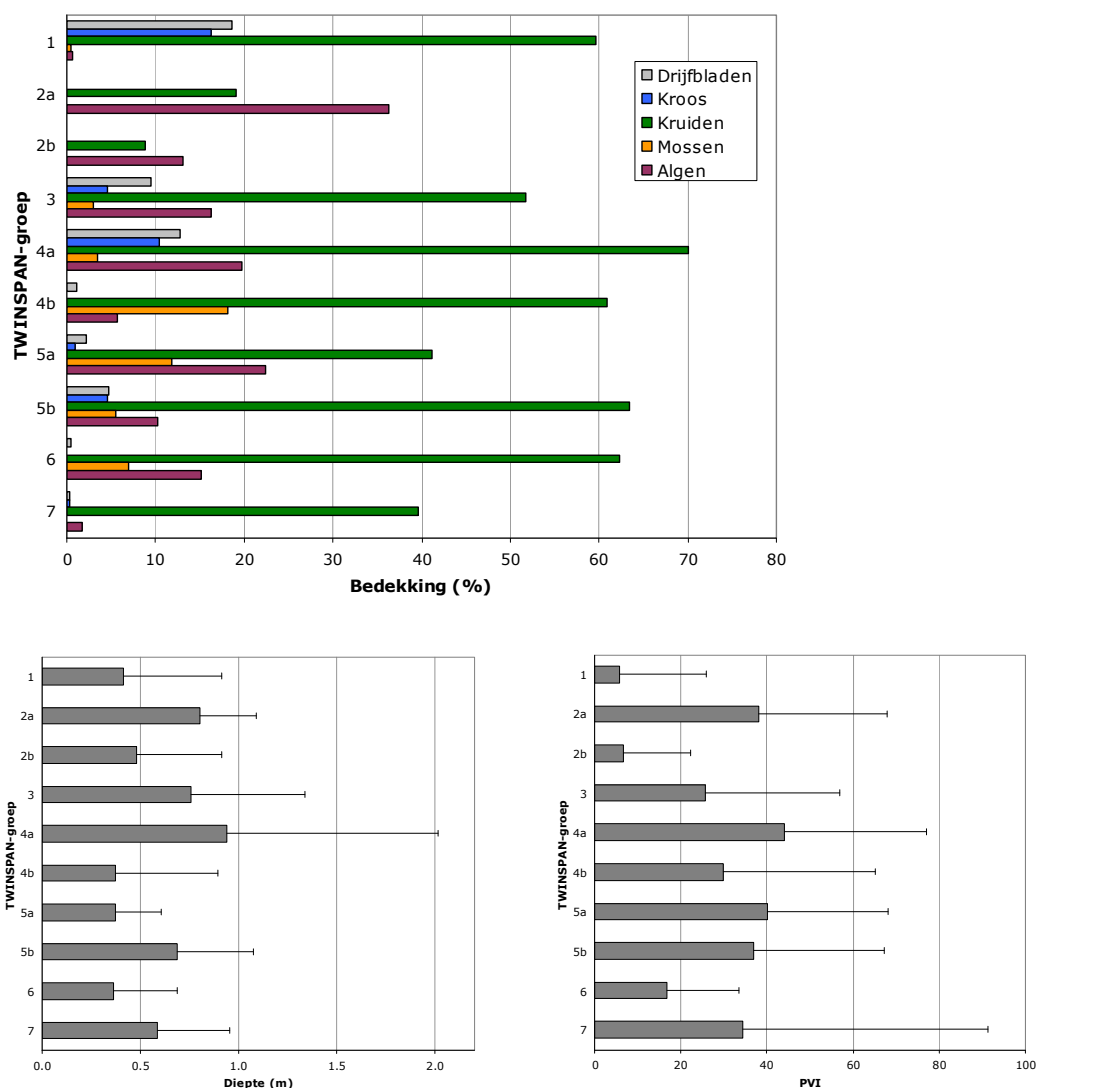 Drijfbladen
Kroos
Kruiden
Mossen
Algen
TWINSPAN-groep
1
2a
2b
3
4a
4b
5a
5b
6
7
0 10 20 30 40 50 60 70 80
Bedekking (%)
TWINSPAN-groep
1
2a
2b
3
4a
4b
5a
5b
6
7
0.0 0.5 1.0 1.5 2.0
Diepte (m)
TWINSPAN-groep
1
2a
2b
3
4a
4b
5a
5b
6
7
0 20 40 60 80 100
PVI